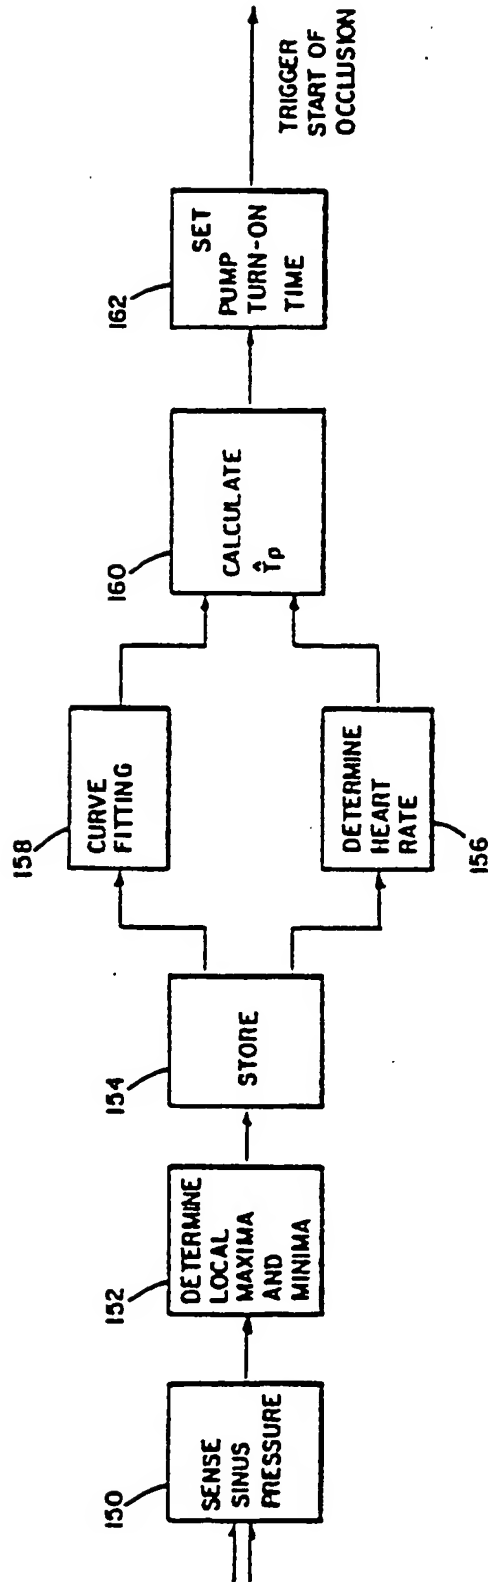 150
SENSE
SINUS
PRESSURE
152
DETERMINE
LOCAL
MAXIMA
AND
MINIMA
154
STORE
158
CURVE
FITTING
DETERMINE
HEART
RATE
156
160
CALCULATE
T̂p
162
SET
PUMP
TURN-ON
TIME
TRIGGER
START OF
OCCLUSION